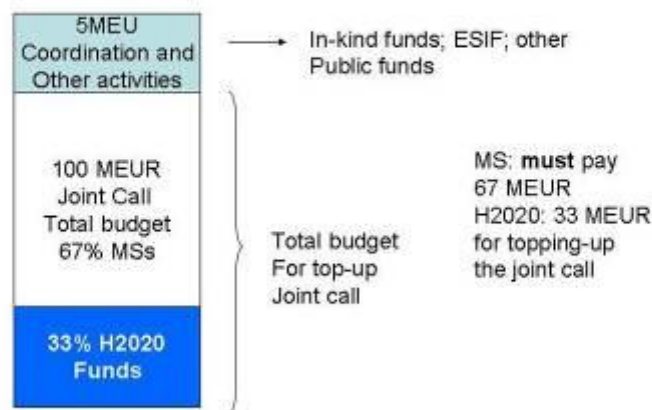 5MEU
Coordination and
Other activities
In-kind funds; ESIF; other
Public funds
100 MEUR
Joint Call
Total budget
67% MSs
33% H2020
Funds
Total budget
For top-up
Joint call
MS: must pay
67 MEUR
H2020: 33 MEUR
for topping-up
the joint call